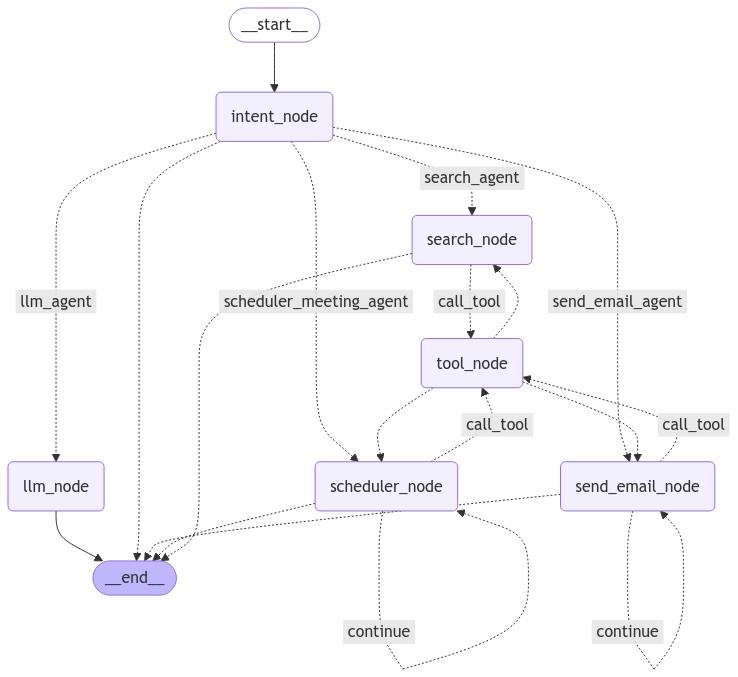 __start__
intent_node
search_agent
search_node
llm_agent
scheduler_meeting_agent
call_tool
send_email_agent
tool_node
call_tool
call_tool
llm_node
scheduler_node
send_email_node
__end__
continue
continue